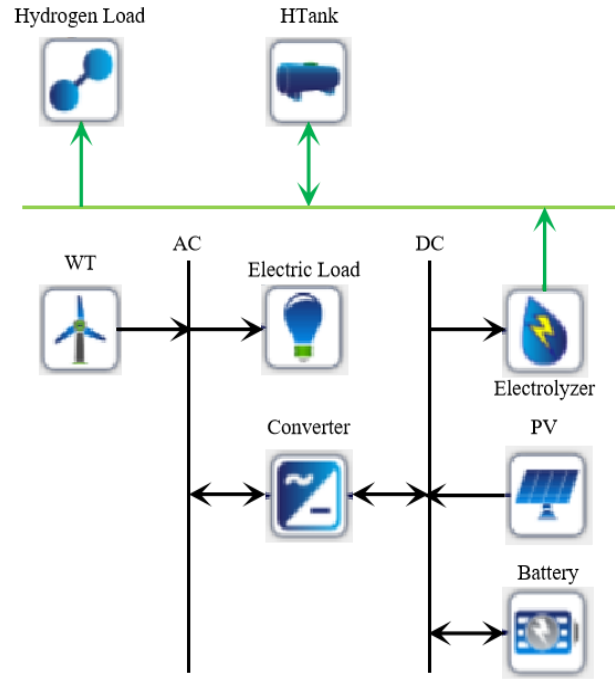 Hydrogen Load
HTank
AC
DC
WT
Electric Load
Electrolyzer
Converter
PV
Battery